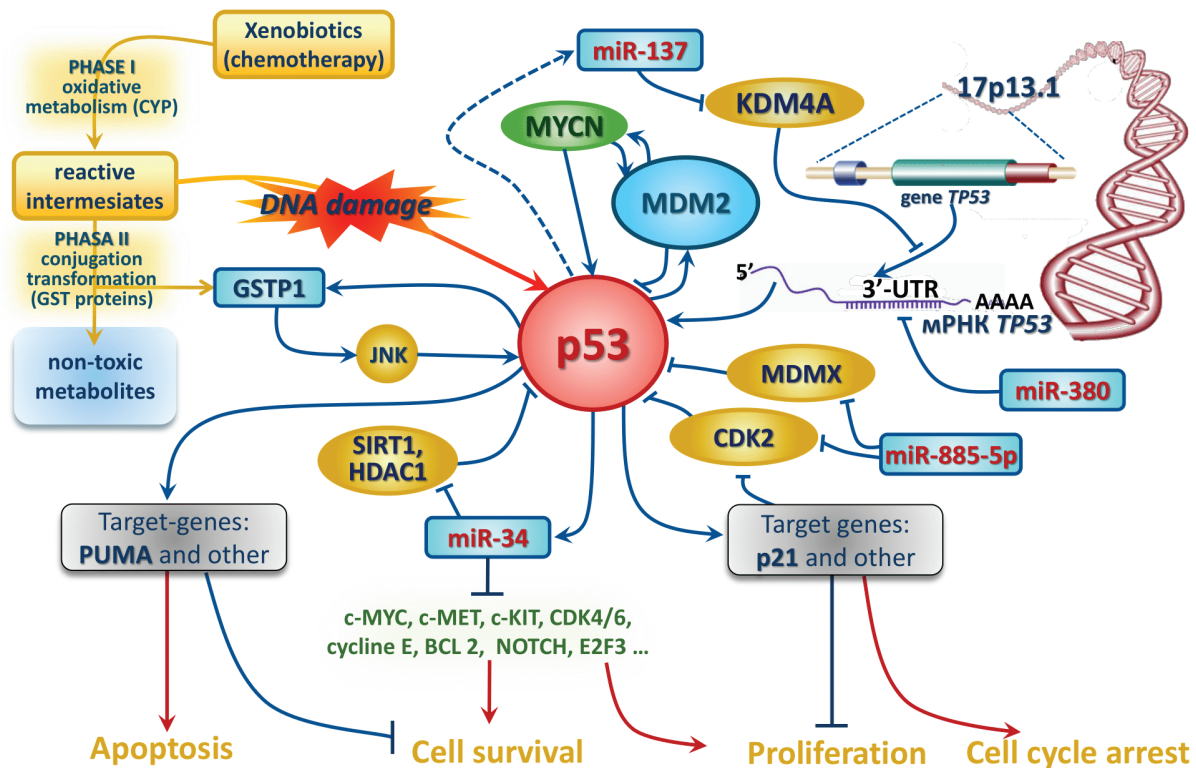 Xenobiotics
(chemotherapy)
PHASE I
oxidative
metabolism (CYP)
reactive
intermesiates
PHASA II
conjugation
transformation
(GST proteins)
non-toxic
metabolites
DNA damage
GSTP1
JNK
miR-137
KDM4A
MYCN
MDM2
17p13.1
gene TP53
5’
3’-UTR
AAAA
мРНК TP53
p53
MDMX
miR-380
CDK2
miR-885-5p
SIRT1,
HDAC1
miR-34
Target-genes:
PUMA and other
Target genes:
p21 and other
c-MYC, c-MET, c-KIT, CDK4/6,
cycline E, BCL 2, NOTCH, E2F3 ...
Apoptosis
Cell survival
Proliferation
Cell cycle arrest